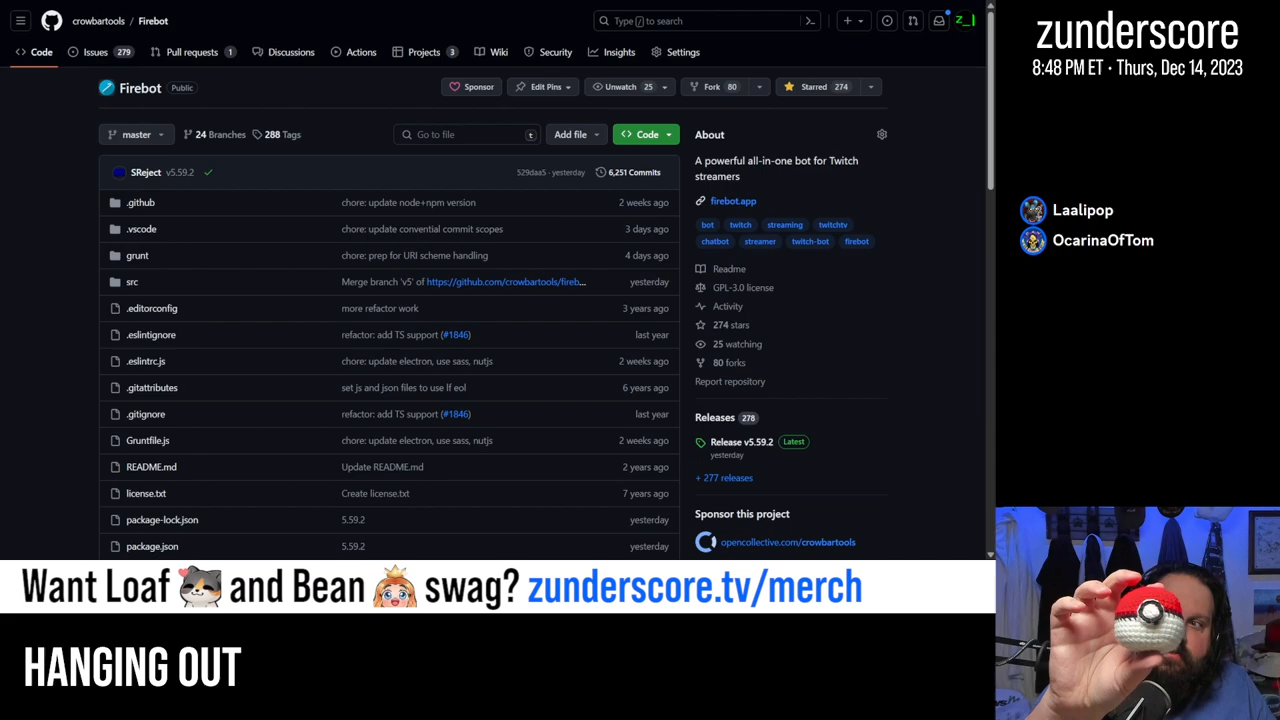 crowbartools / Firebot
Type / to search
Code
Issues 279
Pull requests 1
Discussions
Actions
Projects 3
Wiki
Security
Insights
Settings
Firebot Public
Sponsor
Edit Pins
Unwatch 25
Fork 80
Starred 274
master
24 Branches
288 Tags
Go to file t
Add file
Code
SReject v5.59.2 529daa5 · yesterday 6,251 Commits
.github chore: update node+npm version 2 weeks ago
.vscode chore: update convential commit scopes 3 days ago
grunt chore: prep for URI scheme handling 4 days ago
src Merge branch 'v5' of https://github.com/crowbartools/fireb... yesterday
.editorconfig more refactor work 3 years ago
.eslintignore refactor: add TS support (#1846) last year
.eslintrc.js chore: update electron, use sass, nutjs 2 weeks ago
.gitattributes set js and json files to use lf eol 6 years ago
.gitignore refactor: add TS support (#1846) last year
Gruntfile.js chore: update electron, use sass, nutjs 2 weeks ago
README.md Update README.md 2 years ago
license.txt Create license.txt 7 years ago
package-lock.json 5.59.2 yesterday
package.json 5.59.2 yesterday
About
A powerful all-in-one bot for Twitch
streamers
firebot.app
bot twitch streaming twitchtv
chatbot streamer twitch-bot firebot
Readme
GPL-3.0 license
Activity
274 stars
25 watching
80 forks
Report repository
Releases 278
Release v5.59.2 Latest
yesterday
+ 277 releases
Sponsor this project
opencollective.com/crowbartools
zunderscore
8:48 PM ET • Thurs, Dec 14, 2023
Laalipop
OcarinaOfTom
Want Loaf and Bean swag? zunderscore.tv/merch
HANGING OUT